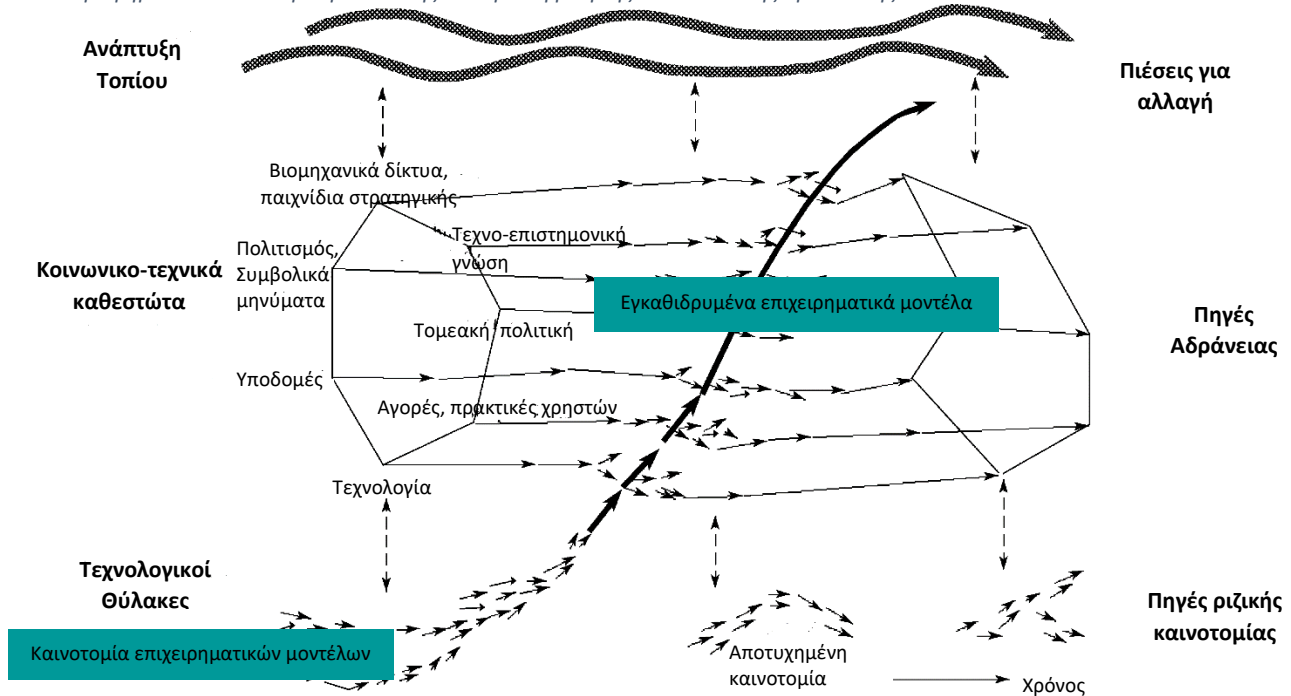 Ανάπτυξη
Τοπίου
Πιέσεις για
αλλαγή
Βιομηχανικά δίκτυα,
παιχνίδια στρατηγικής
Πολιτισμός,
Συμβολικά
μηνύματα
Τεχνο-επιστημονική
γνώση
Κοινωνικο-τεχνικά
καθεστώτα
Εγκαθιδρυμένα επιχειρηματικά μοντέλα
Τομεακή πολιτική
Πηγές
Αδράνειας
Υποδομές
Αγορές, πρακτικές χρηστών
Τεχνολογία
Τεχνολογικοί
Θύλακες
Πηγές ριζικής
καινοτομίας
Καινοτομία επιχειρηματικών μοντέλων
Αποτυχημένη
καινοτομία
Χρόνος